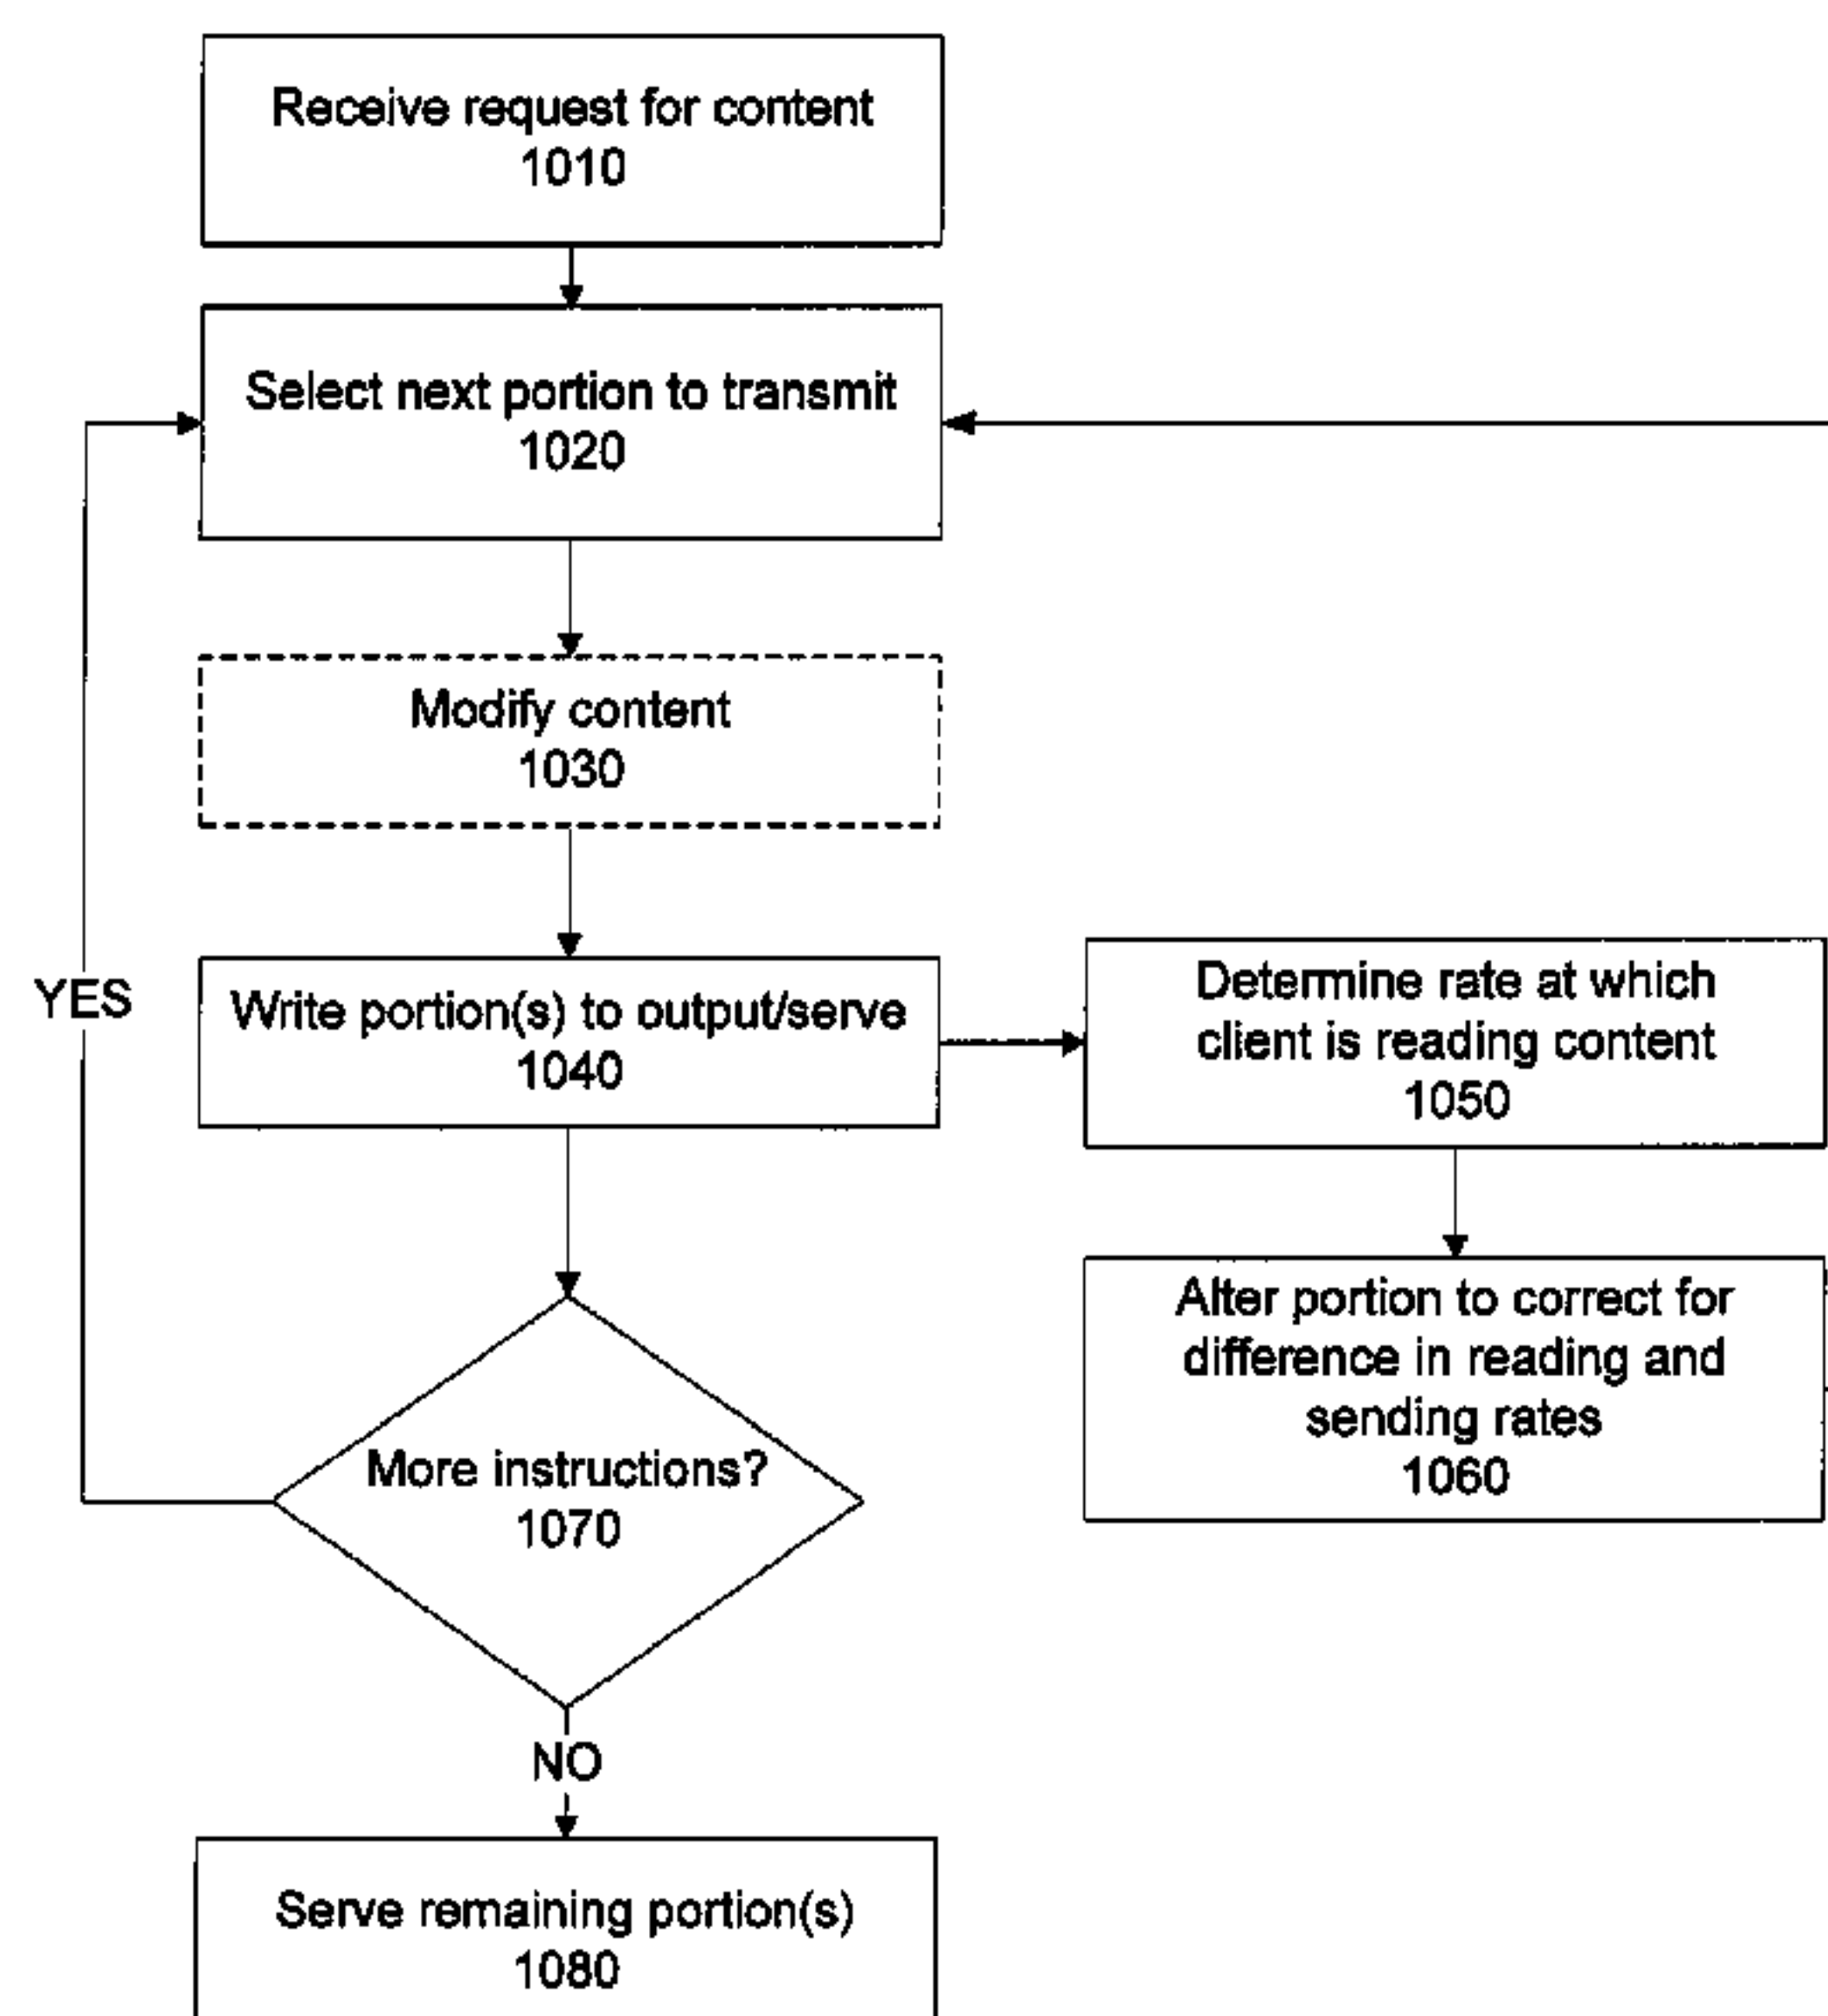 Receive request for content
1010
Select next portion to transmit
1020
Modify content
1030
YES
Write portion(s) to output/serve
1040
Determine rate at which
client is reading content
1050
Alter portion to correct for
difference in reading and
sending rates
1060
More instructions?
1070
NO
Serve remaining portion(s)
1080